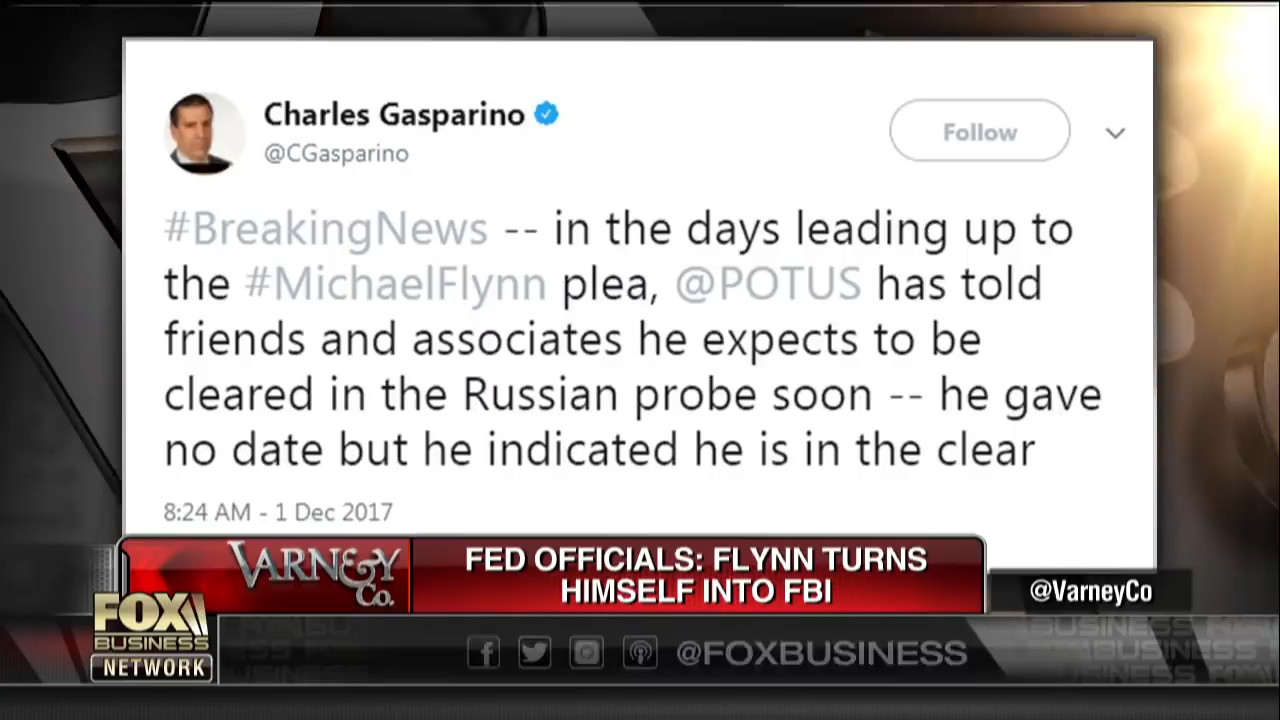 Charles Gasparino
@CGasparino
Follow
#BreakingNews -- in the days leading up to
the #MichaelFlynn plea, @POTUS has told
friends and associates he expects to be
cleared in the Russian probe soon -- he gave
no date but he indicated he is in the clear
8:24 AM - 1 Dec 2017
VARNEY
& Co.
FED OFFICIALS: FLYNN TURNS
HIMSELF INTO FBI
@VarneyCo
FOX
BUSINESS
NETWORK
@FOXBUSINESS